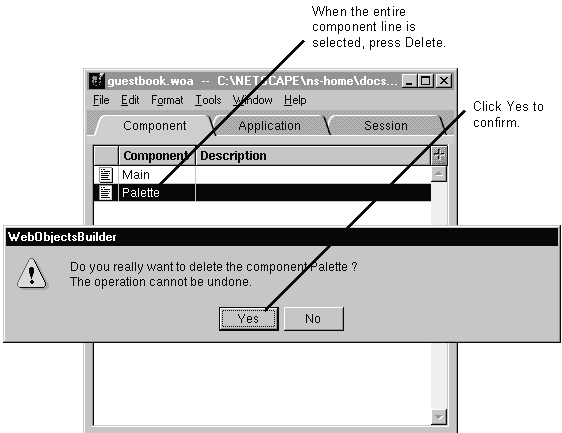 When the entire
component line is
selected, press Delete.
guestbook.woa -- C:\NETSCAPE\ns-home\docs...
File Edit Format Tools Window Help
Click Yes to
confirm.
Component Application Session
Component Description
Main
Palette
WebObjectsBuilder
Do you really want to delete the component Palette ?
The operation cannot be undone.
Yes No